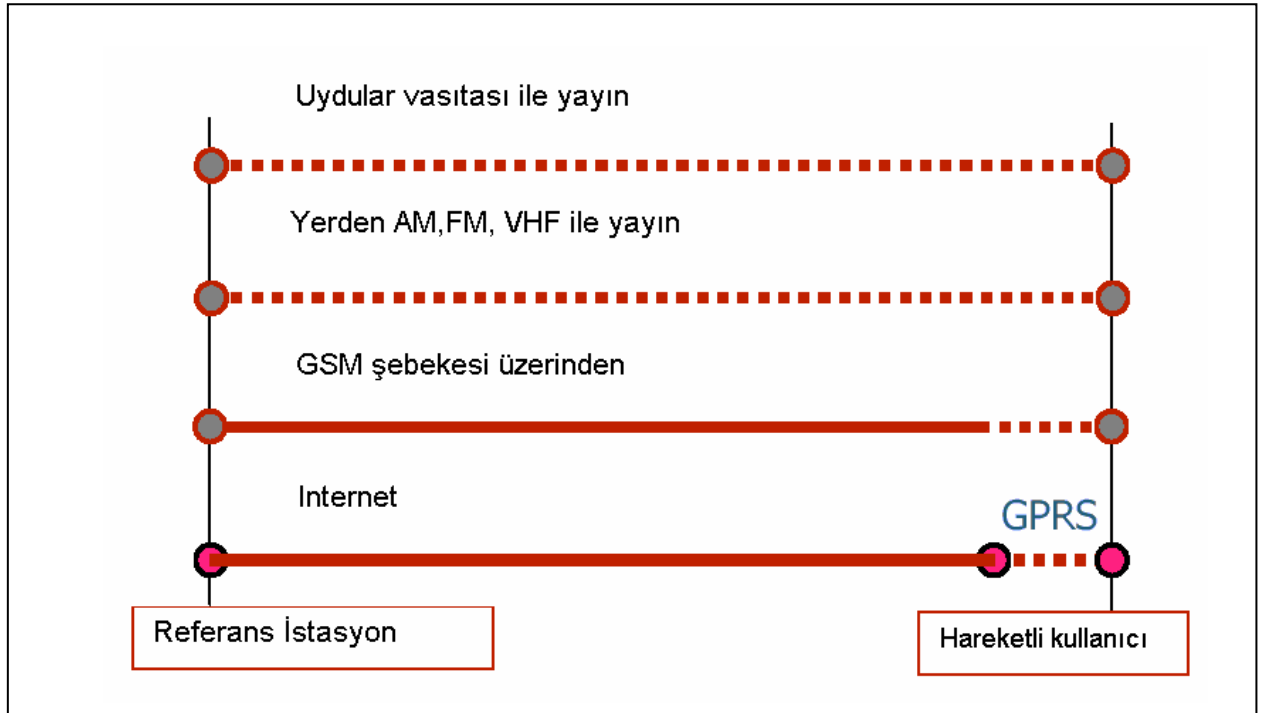 Uydular vasıtası ile yayın
Yerden AM,FM, VHF ile yayın
GSM şebekesi üzerinden
Internet
GPRS
Referans İstasyon
Hareketli kullanıcı